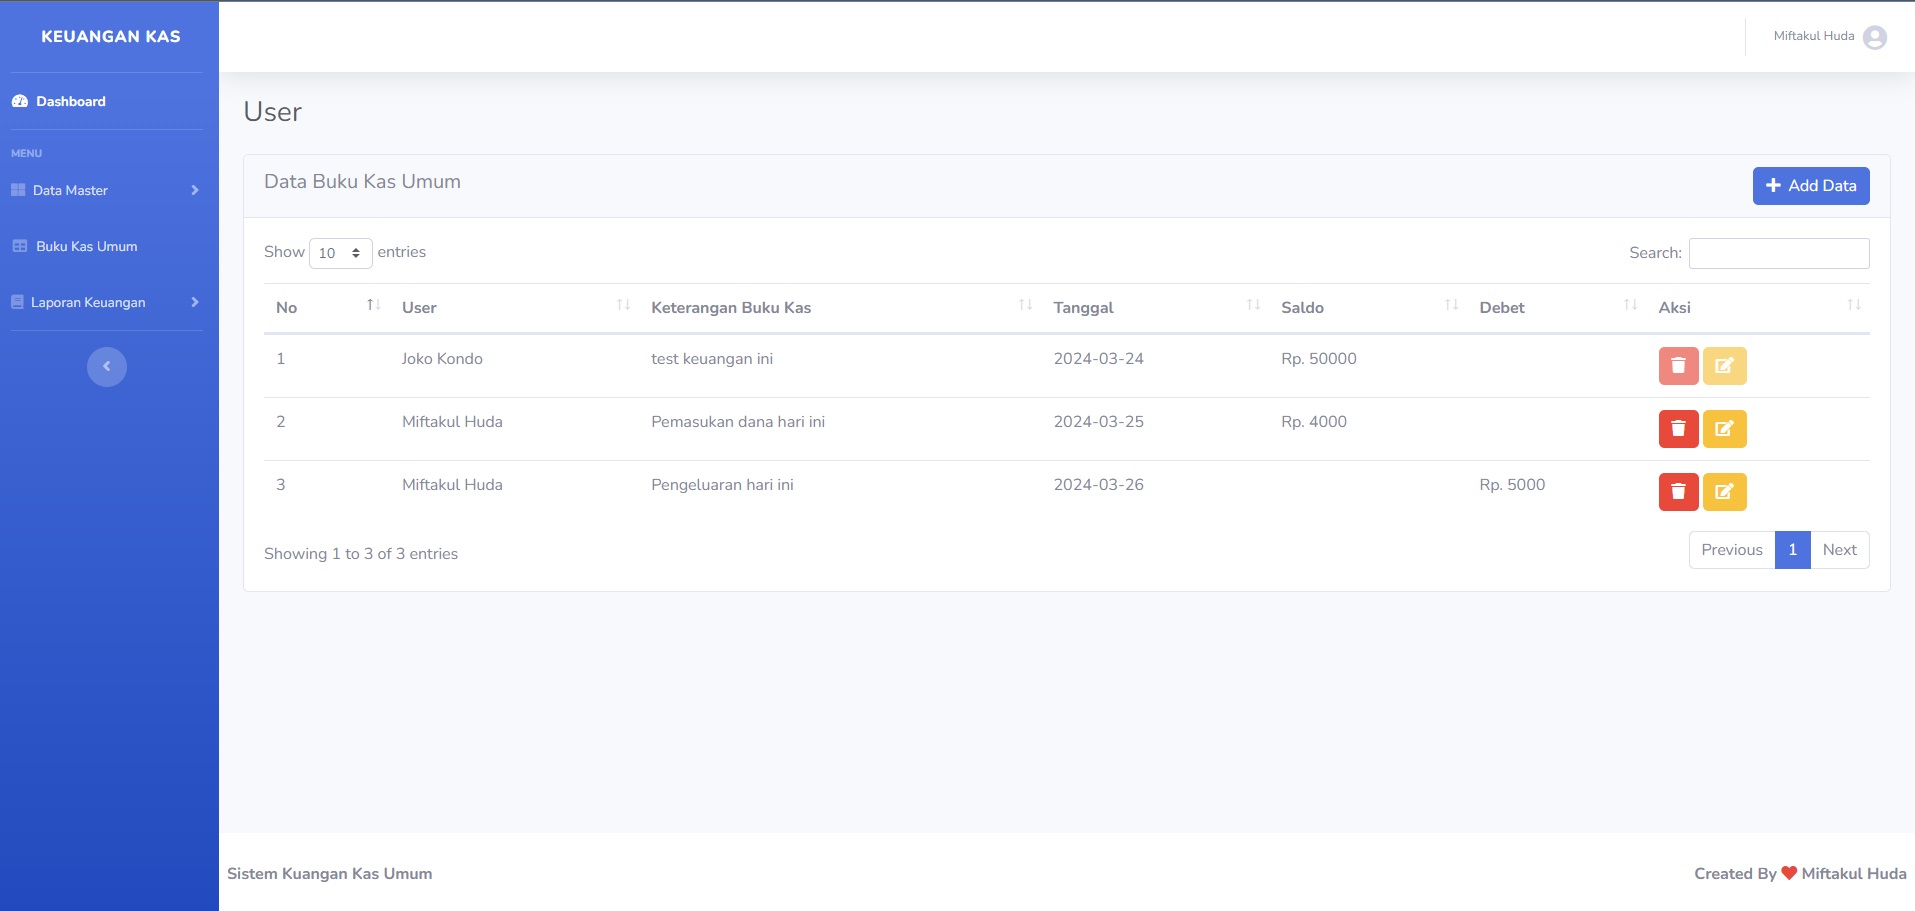 KEUANGAN KAS
Miftakul Huda
Dashboard
MENU
Data Master
Buku Kas Umum
Laporan Keuangan
User
Data Buku Kas Umum
Add Data
Show 10 entries
Search:
No User Keterangan Buku Kas Tanggal Saldo Debet Aksi
1 Joko Kondo test keuangan ini 2024-03-24 Rp. 50000
2 Miftakul Huda Pemasukan dana hari ini 2024-03-25 Rp. 4000
3 Miftakul Huda Pengeluaran hari ini 2024-03-26 Rp. 5000
Showing 1 to 3 of 3 entries
Previous 1 Next
Sistem Kuangan Kas Umum
Created By Miftakul Huda